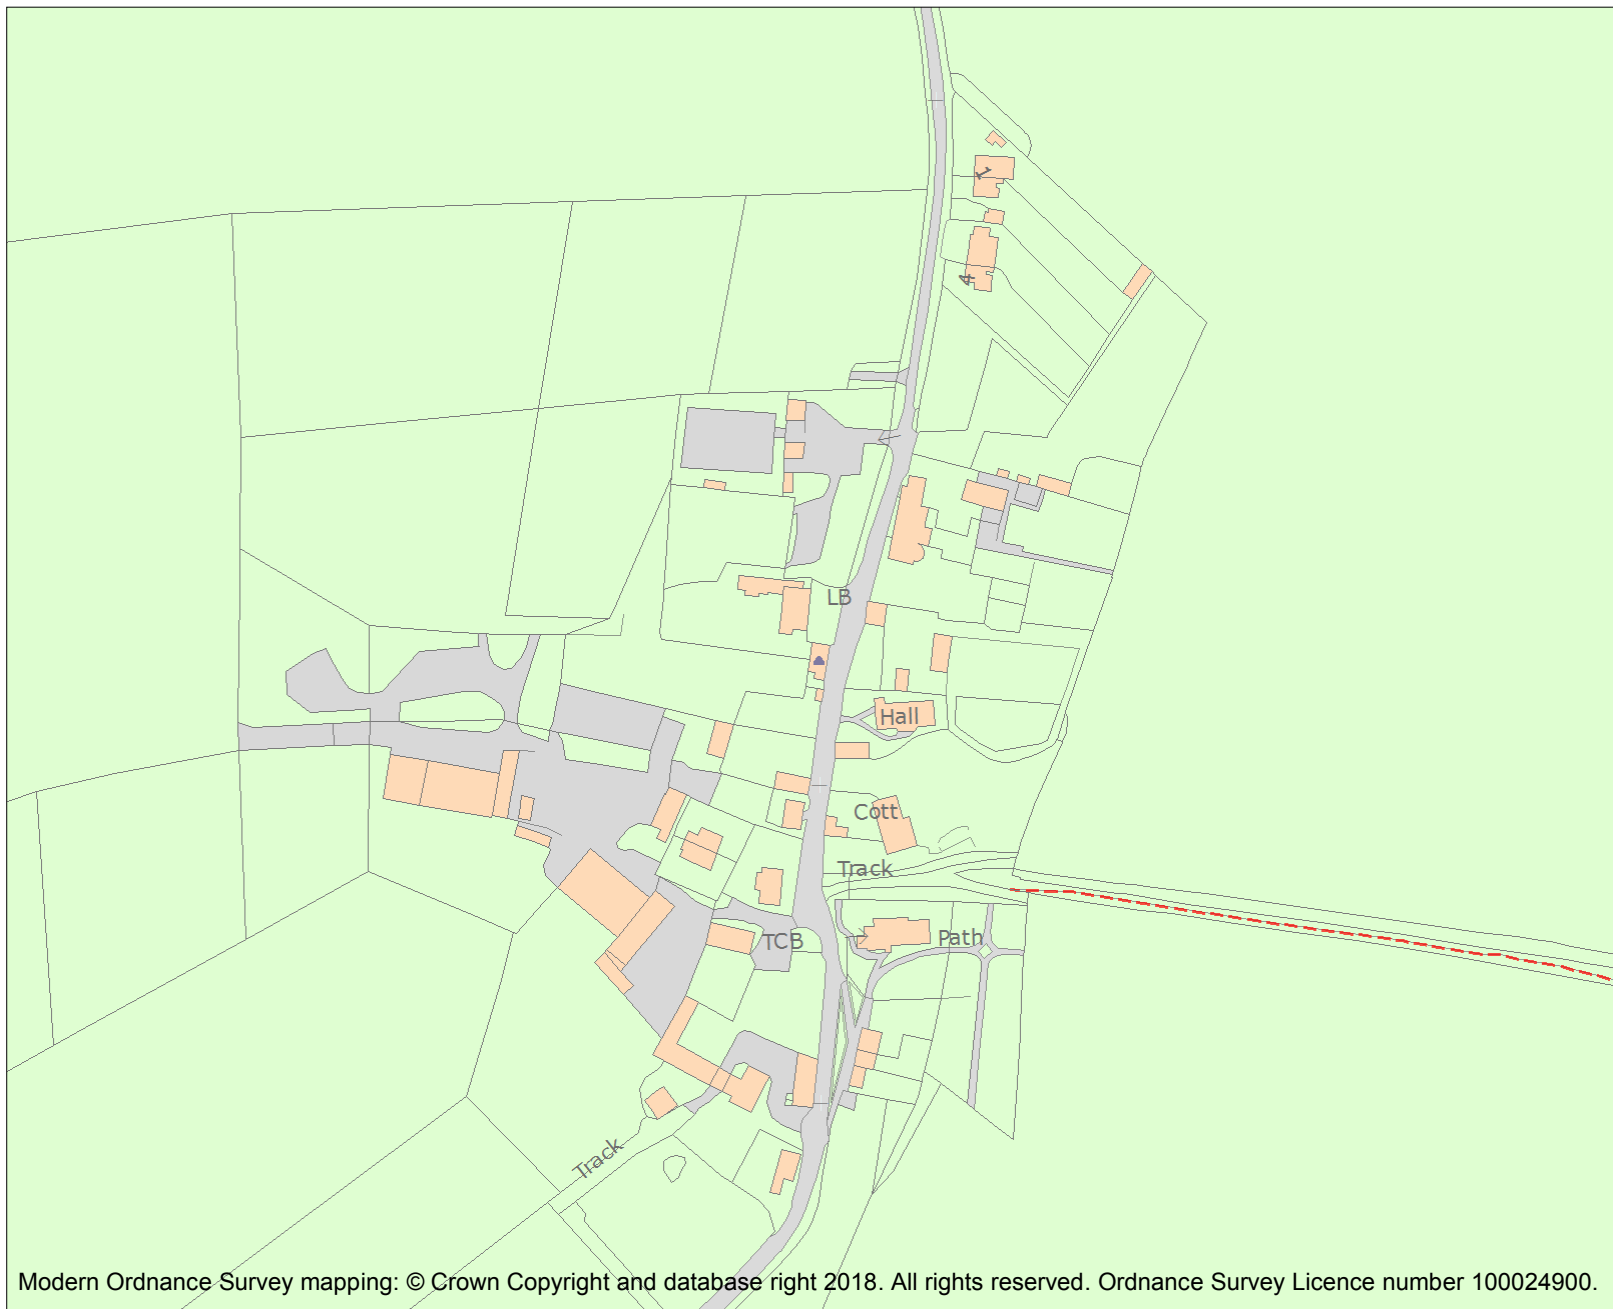 1
4
LB
Hall
Cott
Track
TCB
Path
Track
Modern Ordnance Survey mapping: © Crown Copyright and database right 2018. All rights reserved. Ordnance Survey Licence number 100024900.